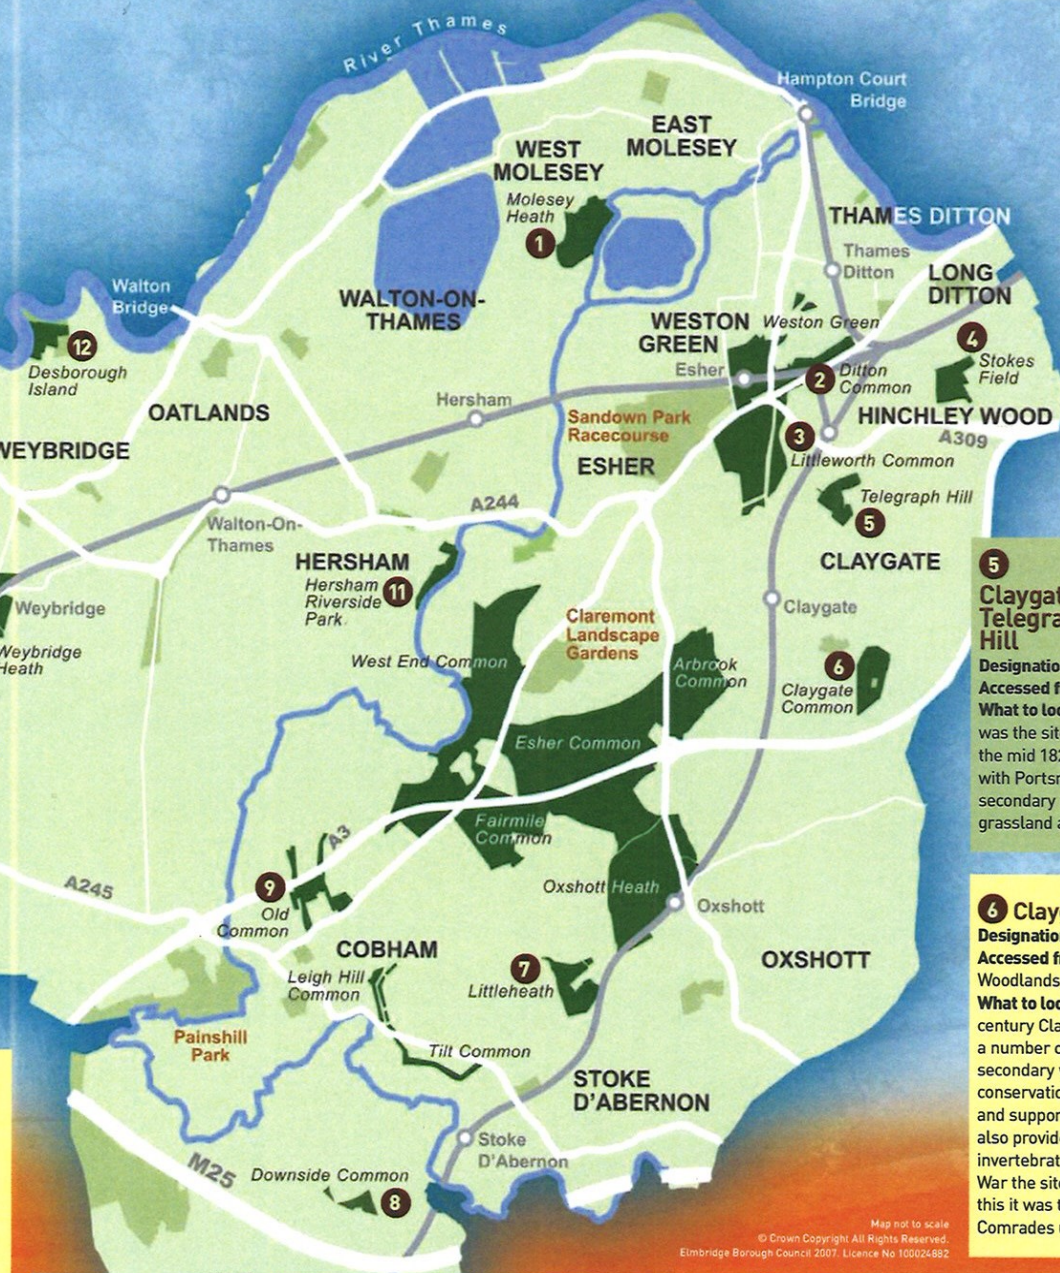 River Thames
Hampton Court
Bridge
EAST
MOLESEY
WEST
MOLESEY
Molesey
Heath
1
THAMES DITTON
Thames
Ditton
LONG
DITTON
Walton
Bridge
WALTON-ON-
THAMES
WESTON
GREEN
Weston Green
12
Desborough
Island
Esher
2
Ditton
Common
4
Stokes
Field
OATLANDS
Hersham
Sandown Park
Racecourse
HINCHLEY WOOD
A309
WEYBRIDGE
ESHER
3
Littleworth Common
A244
Telegraph Hill
5
Walton-On-
Thames
HERSHAM
Hersham
Riverside
Park
11
CLAYGATE
Weybridge
Claygate
Claremont
Landscape
Gardens
Weybridge
Heath
West End Common
Arbrook
Common
6
Claygate
Common
Esher Common
Fairmile
Common
A3
Oxshott Heath
Oxshott
A245
9
Old
Common
COBHAM
OXSHOTT
Leigh Hill
Common
7
Littleheath
Painshill
Park
Tilt Common
STOKE
D'ABERNON
Stoke
D'Abernon
M25
Downside Common
8
5
Claygat
Telegra
Hill
Designatio
Accessed f
What to loo
was the sit
the mid 182
with Portsm
secondary
grassland a
6 Clay
Designatio
Accessed f
Woodlands
What to loo
century Cla
a number o
secondary
conservatio
and suppor
also provid
invertebrat
War the sit
this it was t
Comrades
Map not to scale
© Crown Copyright All Rights Reserved.
Elmbridge Borough Council 2007. Licence No 100024882